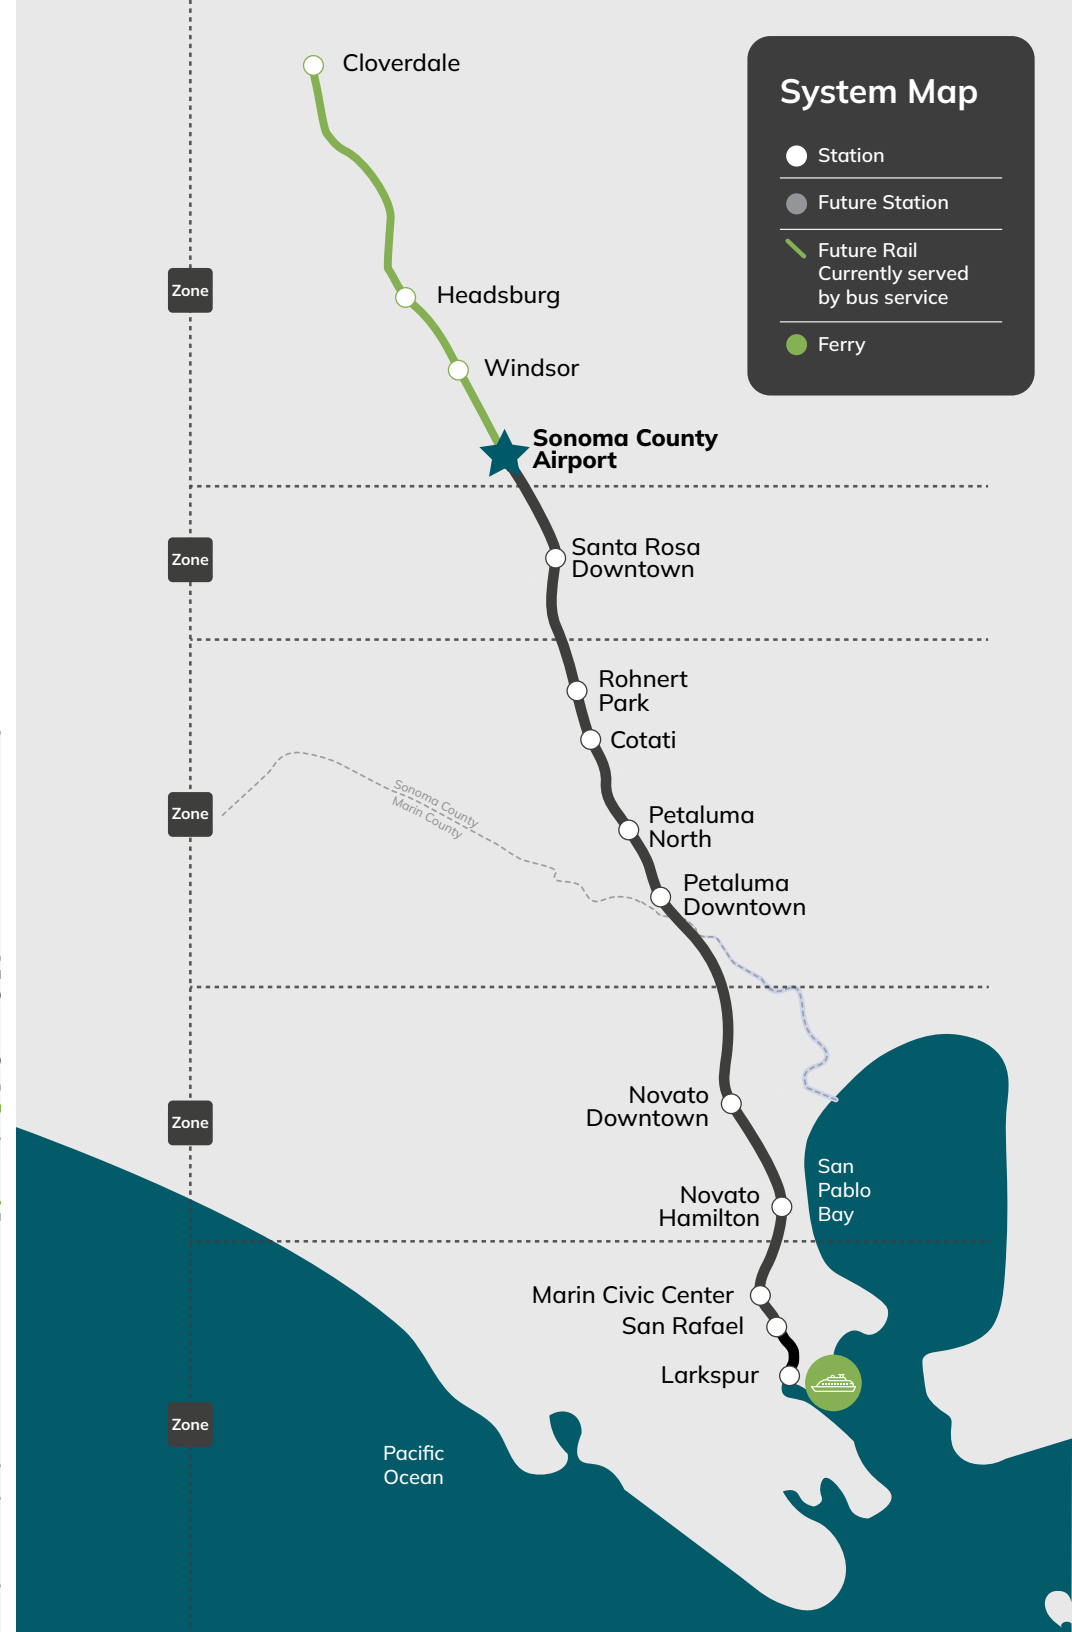 Cloverdale
System Map
Station
Future Station
Future Rail
Currently served
by bus service
Ferry
Zone
Headsburg
Windsor
Sonoma County
Airport
Zone
Santa Rosa
Downtown
Rohnert
Park
Cotati
Zone
Sonoma County
Marin County
Petaluma
North
Petaluma
Downtown
Zone
Novato
Downtown
San
Pablo
Bay
Novato
Hamilton
Marin Civic Center
San Rafael
Larkspur
Zone
Pacific
Ocean